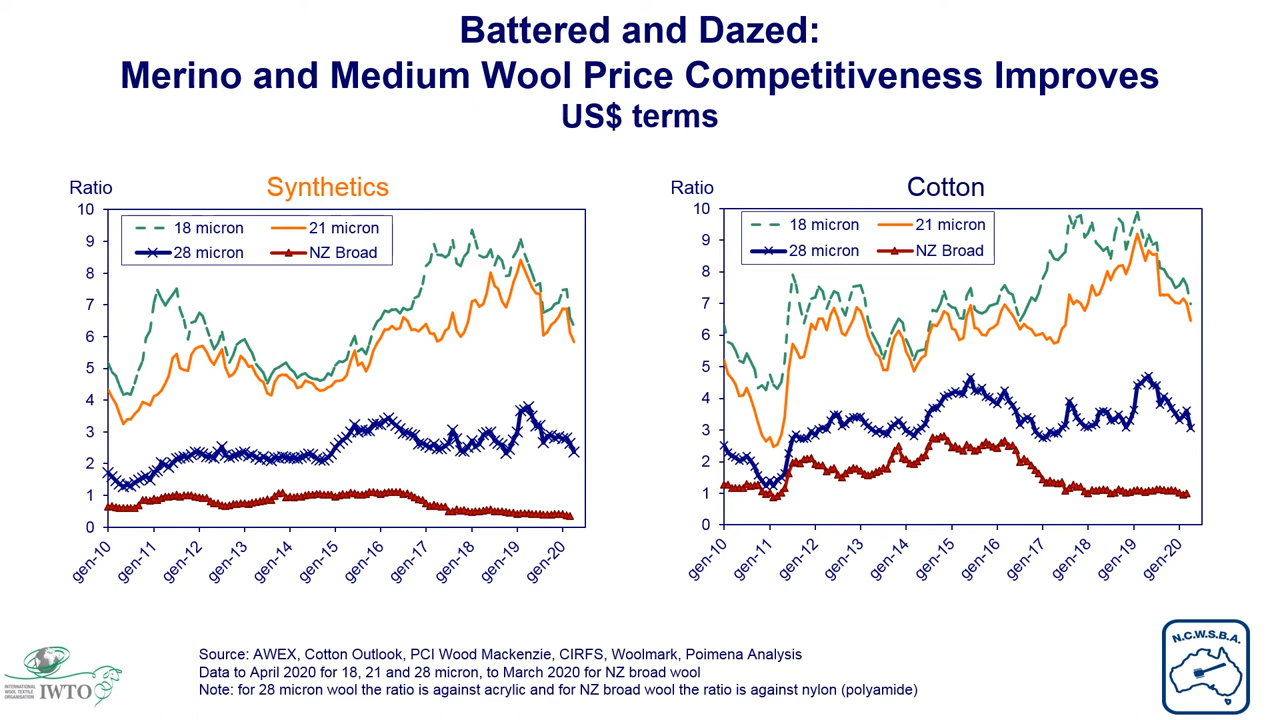 Battered and Dazed:
Merino and Medium Wool Price Competitiveness Improves
US$ terms
Ratio
Synthetics
10
9
8
7
6
5
4
3
2
1
0
18 micron
21 micron
28 micron
NZ Broad
gen-10
gen-11
gen-12
gen-13
gen-14
gen-15
gen-16
gen-17
gen-18
gen-19
gen-20
Ratio
Cotton
10
9
8
7
6
5
4
3
2
1
0
18 micron
21 micron
28 micron
NZ Broad
gen-10
gen-11
gen-12
gen-13
gen-14
gen-15
gen-16
gen-17
gen-18
gen-19
gen-20
Source: AWEX, Cotton Outlook, PCI Wood Mackenzie, CIRFS, Woolmark, Poimena Analysis
Data to April 2020 for 18, 21 and 28 micron, to March 2020 for NZ broad wool
Note: for 28 micron wool the ratio is against acrylic and for NZ broad wool the ratio is against nylon (polyamide)
INTERNATIONAL
WOOL TEXTILE
ORGANISATION
IWTO
N.C.W.S.B.A.